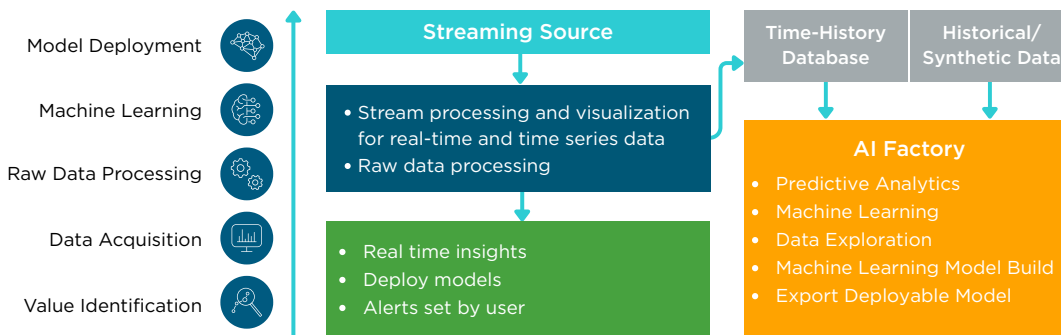 Model Deployment
Machine Learning
Raw Data Processing
Data Acquisition
Value Identification
Streaming Source
• Stream processing and visualization
for real-time and time series data
• Raw data processing
• Real time insights
• Deploy models
• Alerts set by user
Time-History
Database
Historical/
Synthetic Data
AI Factory
• Predictive Analytics
• Machine Learning
• Data Exploration
• Machine Learning Model Build
• Export Deployable Model